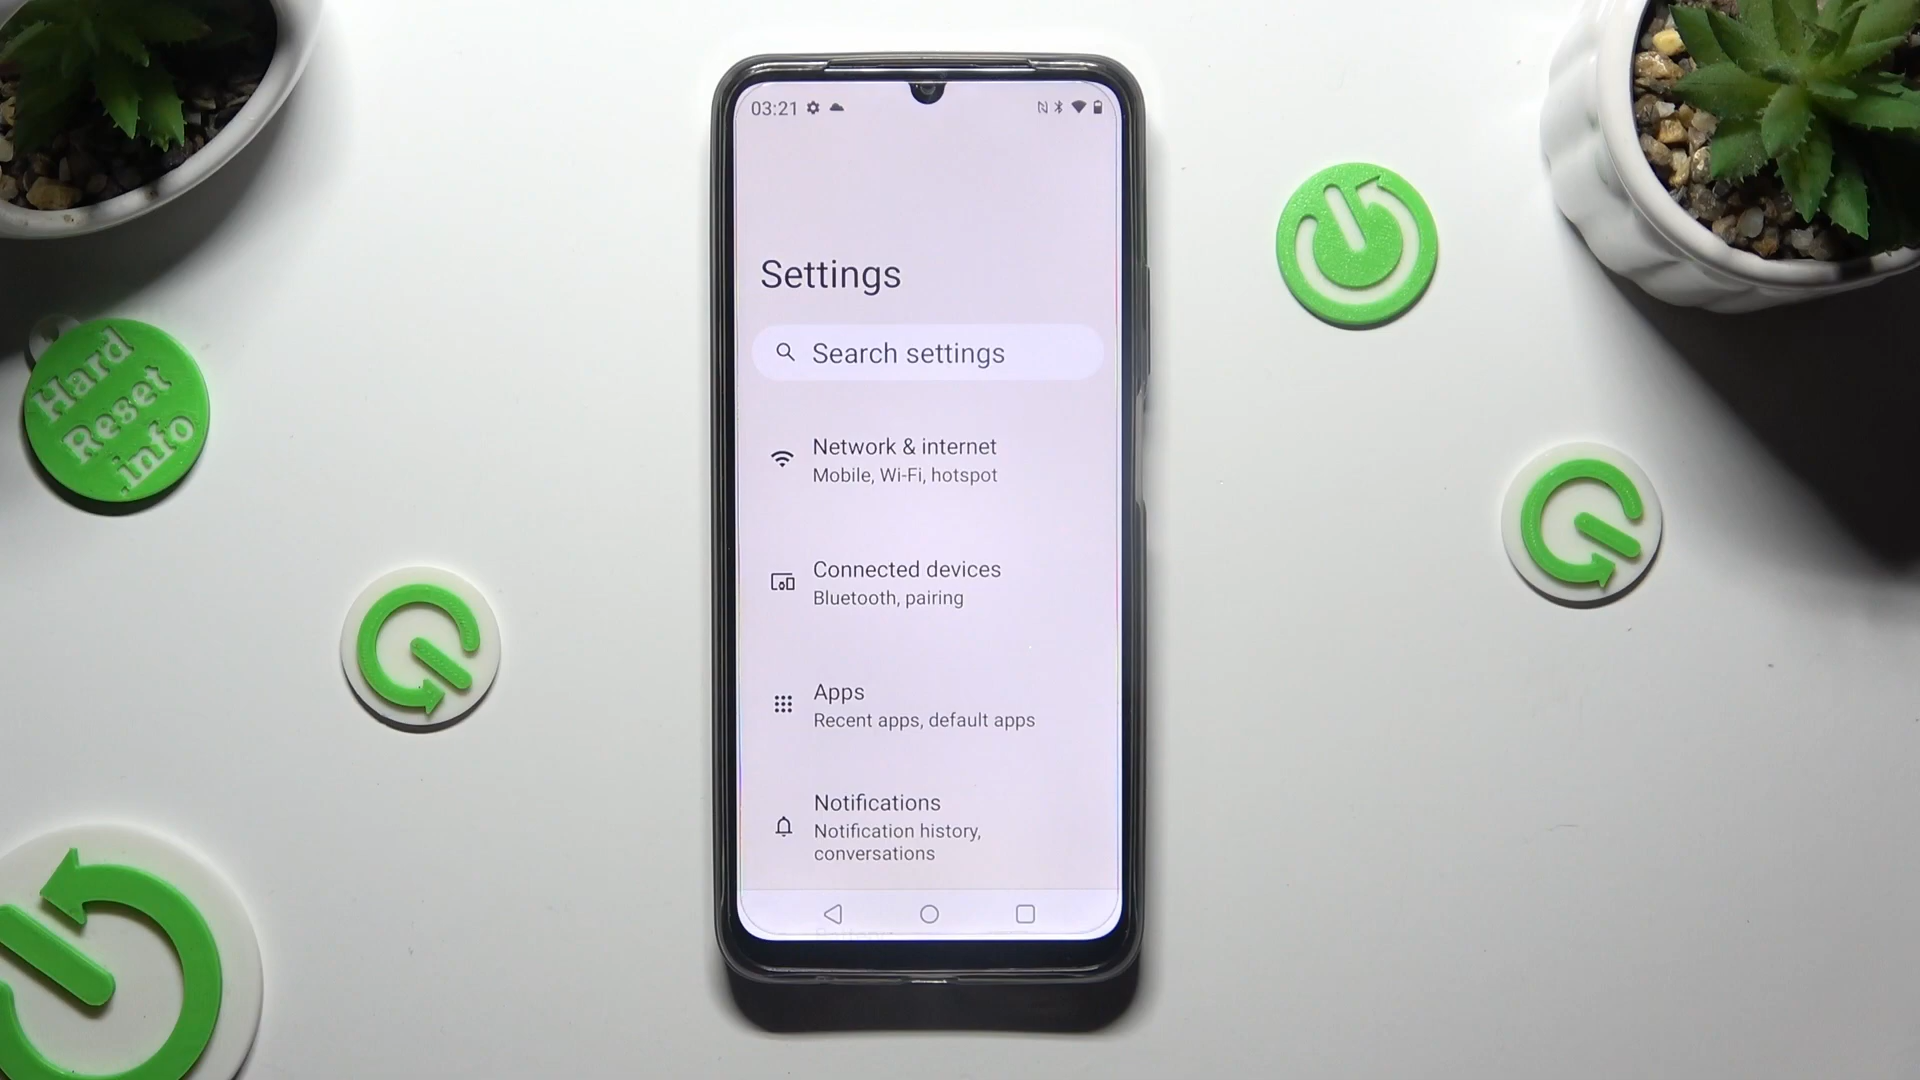 03:21
Settings
Search settings
Network & internet
Mobile, Wi-Fi, hotspot
Connected devices
Bluetooth, pairing
Apps
Recent apps, default apps
Notifications
Notification history,
conversations
Hard
Reset
.info